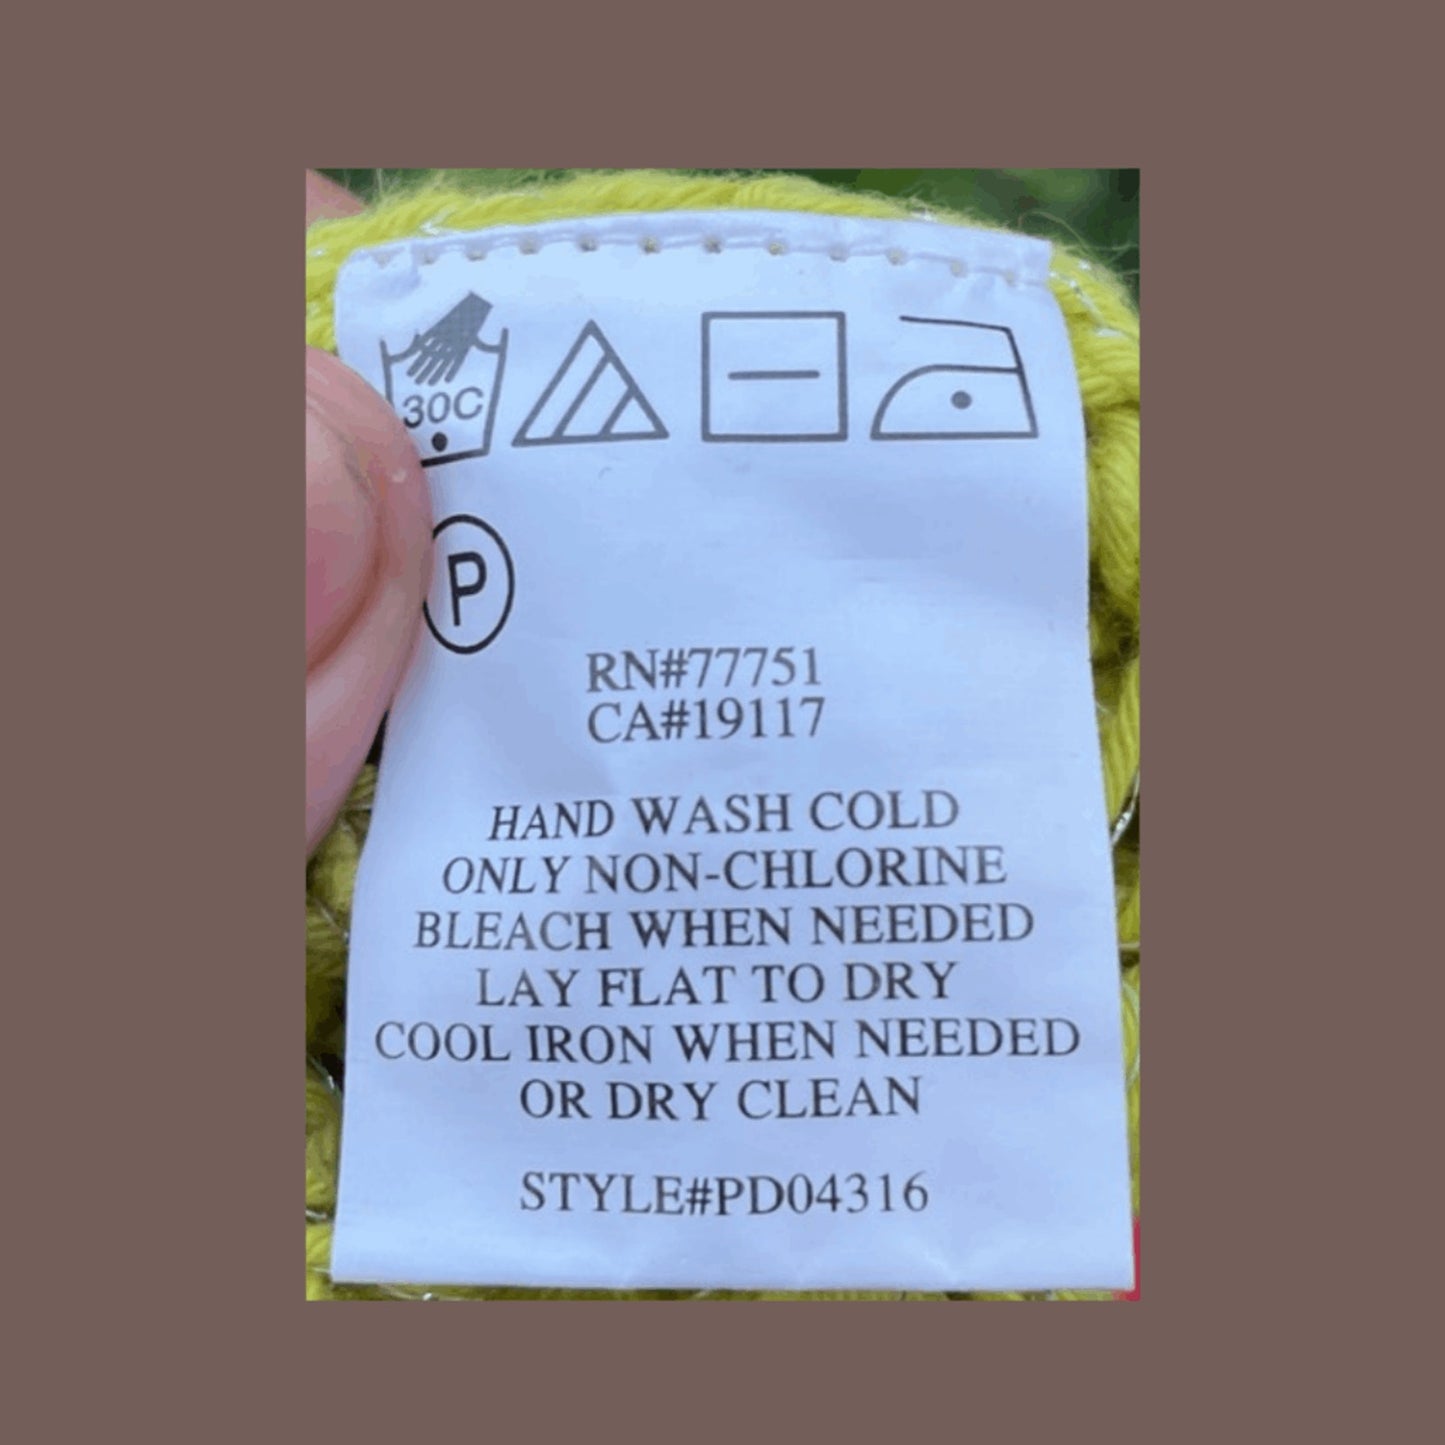 30C
P
RN#77751
CA#19117
HAND WASH COLD
ONLY NON-CHLORINE
BLEACH WHEN NEEDED
LAY FLAT TO DRY
COOL IRON WHEN NEEDED
OR DRY CLEAN
STYLE#PD04316